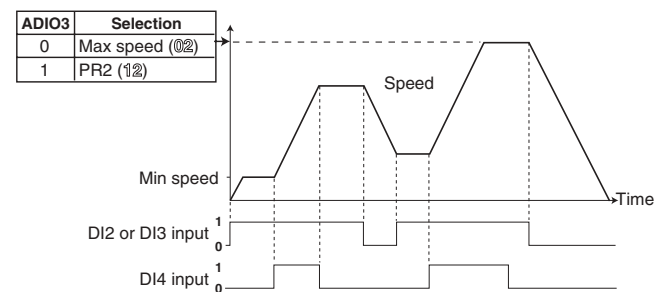 ADIO3 Selection
0 Max speed (02)
1 PR2 (12)
Speed
Min speed
Time
DI2 or DI3 input 1
0
DI4 input 1
0